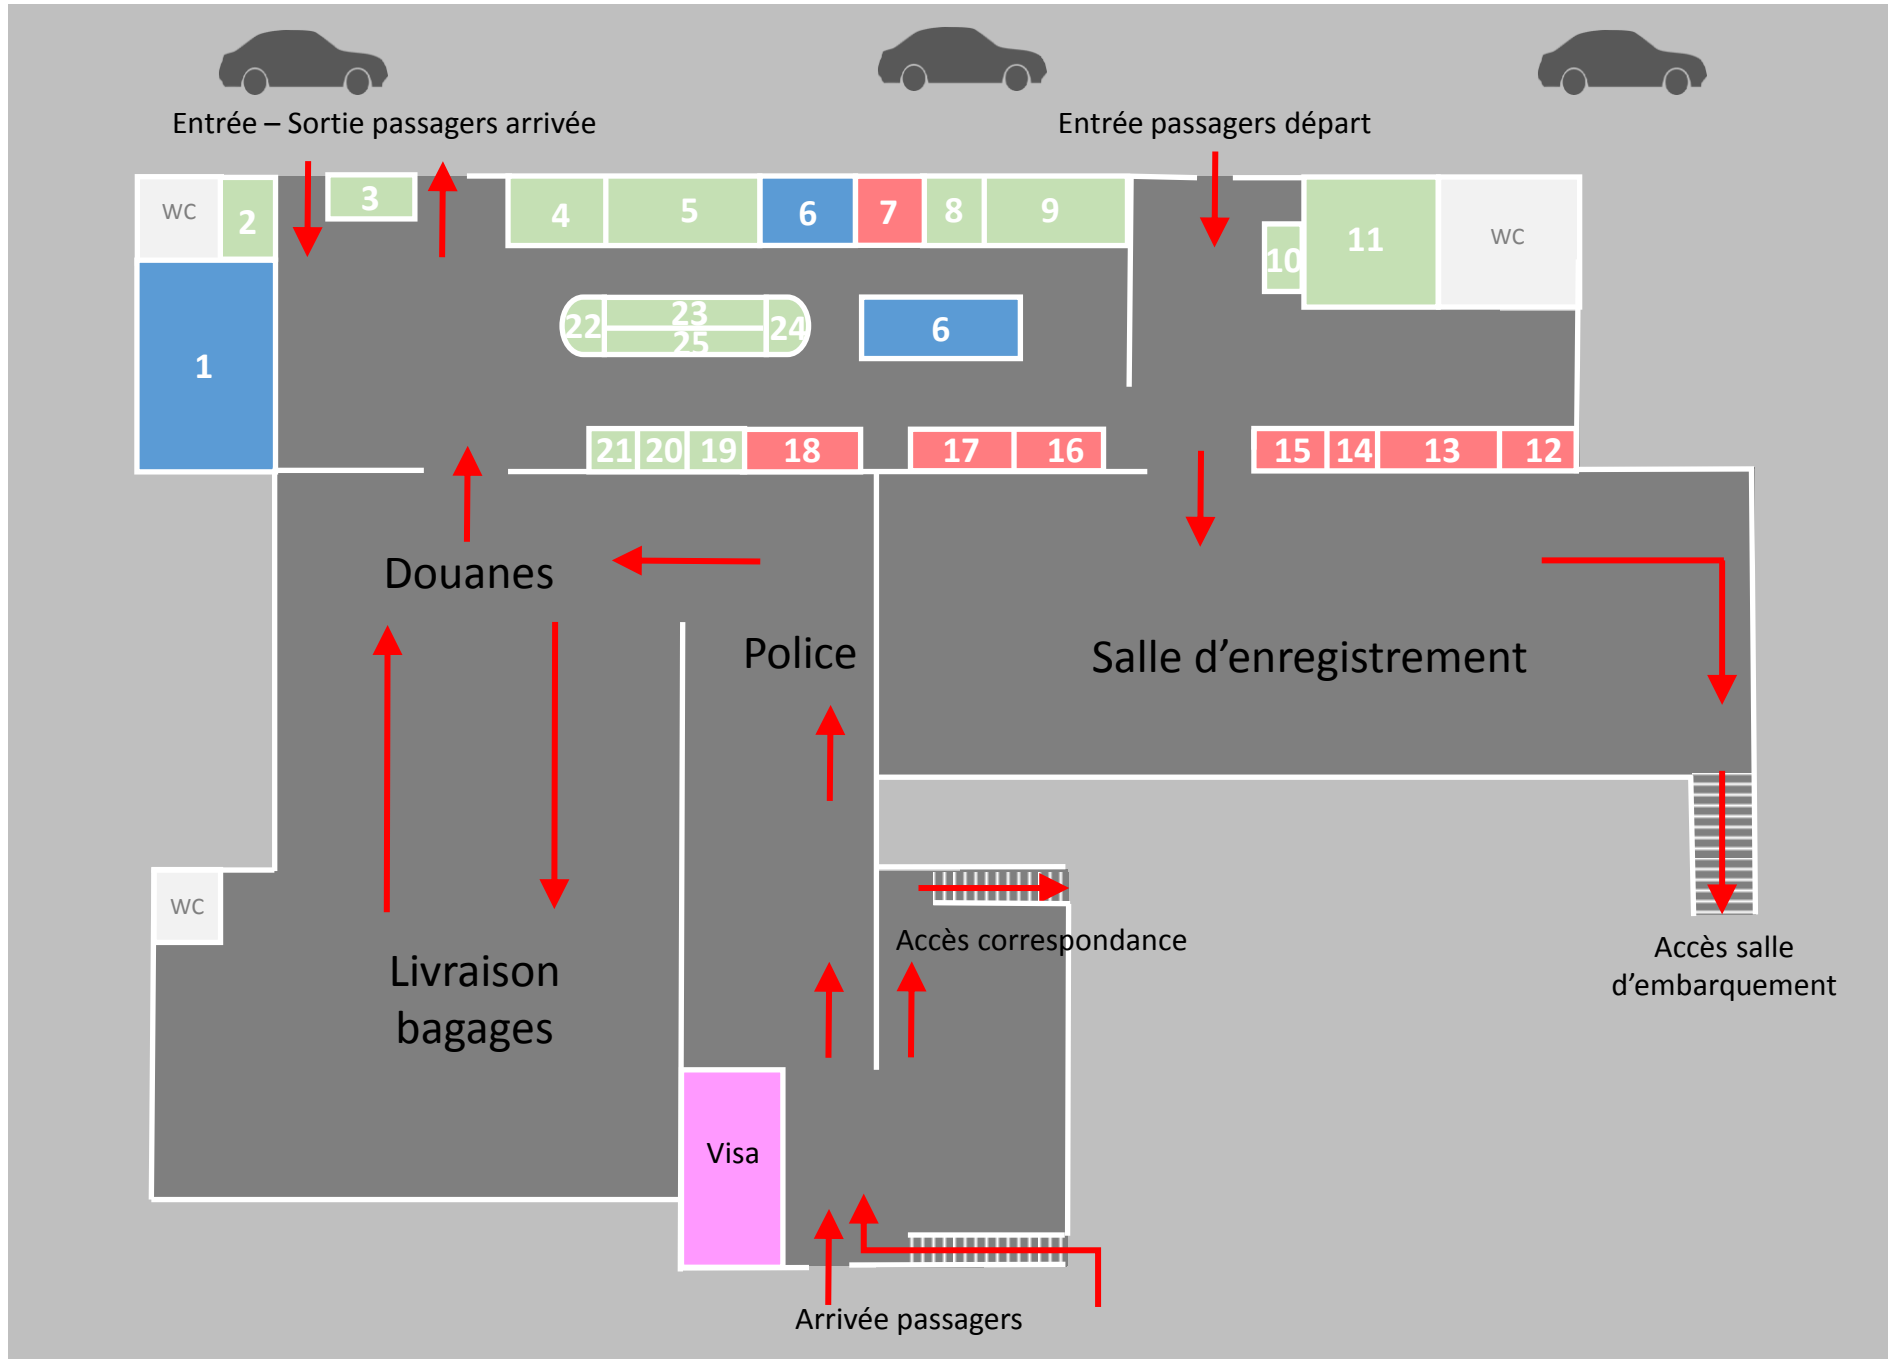 Entrée – Sortie passagers arrivée
Entrée passagers départ
WC
2
3
4
5
6
7
8
9
10
11
WC
1
22
23
24
25
6
21
20
19
18
17
16
15
14
13
12
Douanes
Police
Salle d'enregistrement
WC
Livraison
bagages
Accès correspondance
Accès salle
d'embarquement
Visa
Arrivée passagers